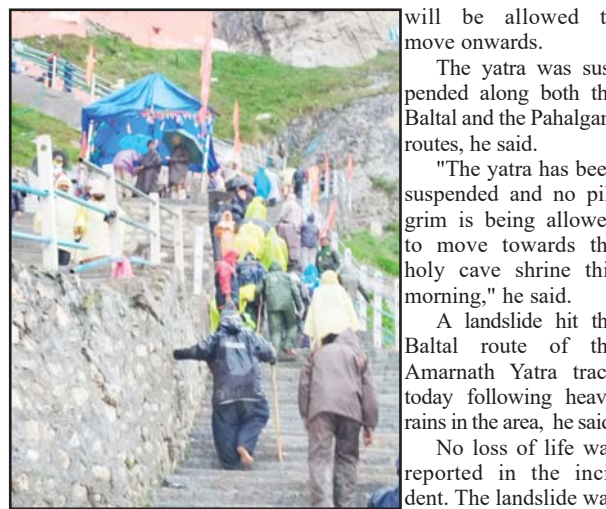 will be allowed t
move onwards.
The yatra was sus
pended along both th
Baltal and the Pahalgam
routes, he said.
"The yatra has bee
suspended and no pil
grim is being allowe
to move towards th
holy cave shrine thi
morning," he said.
A landslide hit th
Baltal route of th
Amarnath Yatra trac
today following heav
rains in the area, he said
No loss of life wa
reported in the inci
dent. The landslide wa